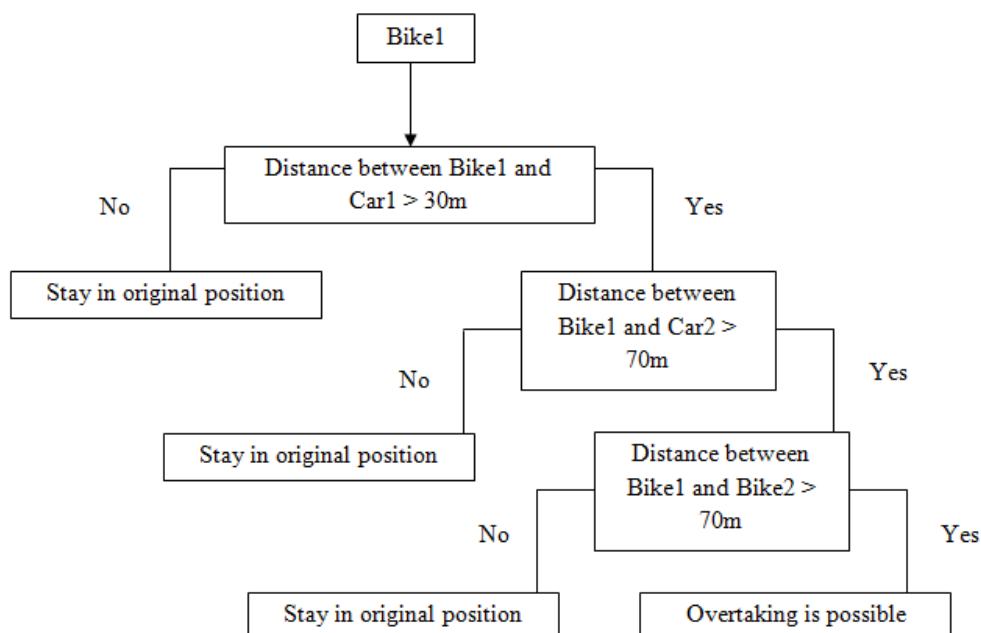 Bike1
Distance between Bike1 and
Car1 > 30m
No
Yes
Stay in original position
Distance between
Bike1 and Car2 >
70m
No
Yes
Stay in original position
Distance between
Bike1 and Bike2 >
70m
No
Yes
Stay in original position
Overtaking is possible